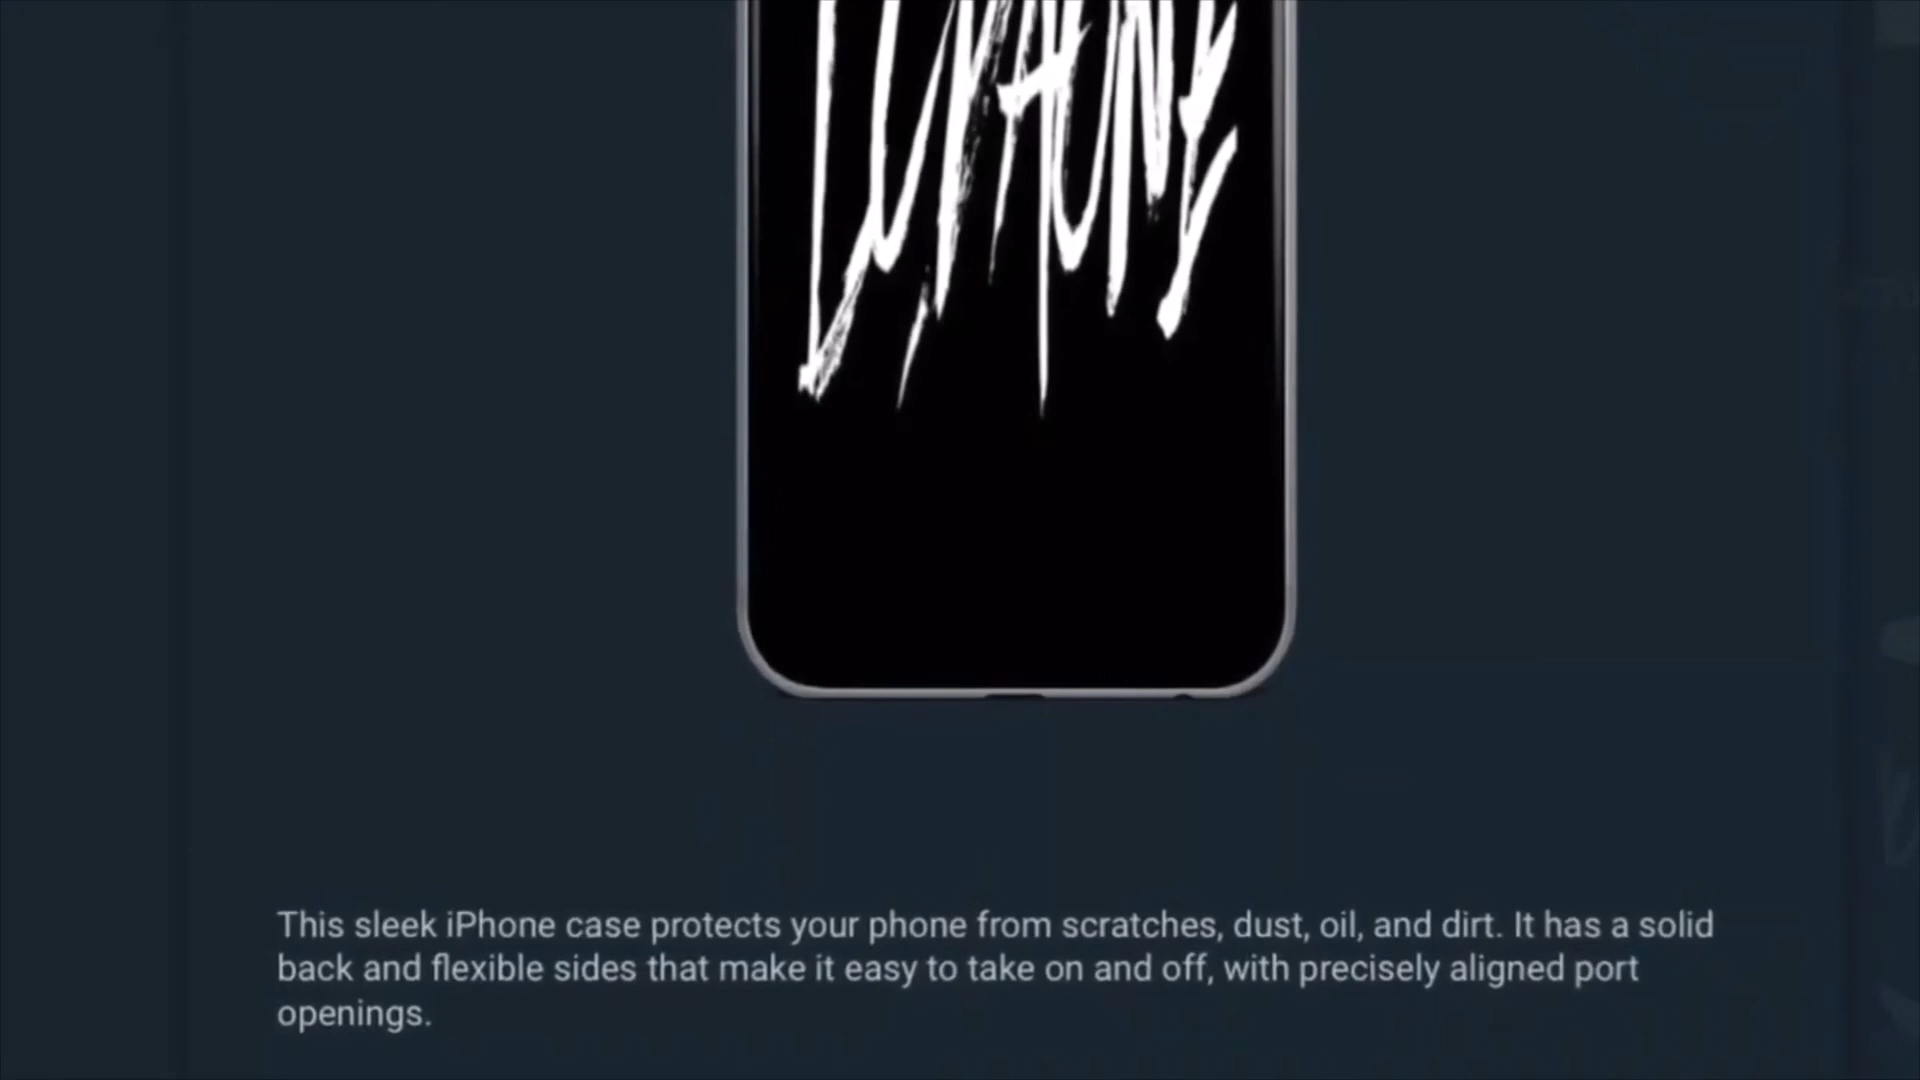 This sleek iPhone case protects your phone from scratches, dust, oil, and dirt. It has a solid
back and flexible sides that make it easy to take on and off, with precisely aligned port
openings.